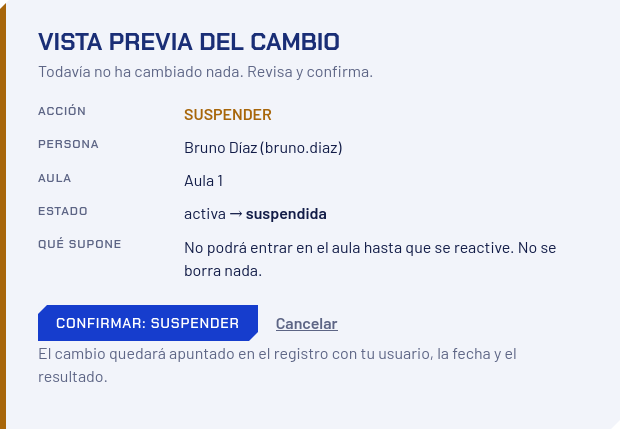 VISTA PREVIA DEL CAMBIO
Todavía no ha cambiado nada. Revisa y confirma.
ACCIÓN SUSPENDER
PERSONA Bruno Díaz (bruno.diaz)
AULA Aula 1
ESTADO activa → suspendida
QUÉ SUPONE No podrá entrar en el aula hasta que se reactive. No se
borra nada.
CONFIRMAR: SUSPENDER Cancelar
El cambio quedará apuntado en el registro con tu usuario, la fecha y el
resultado.